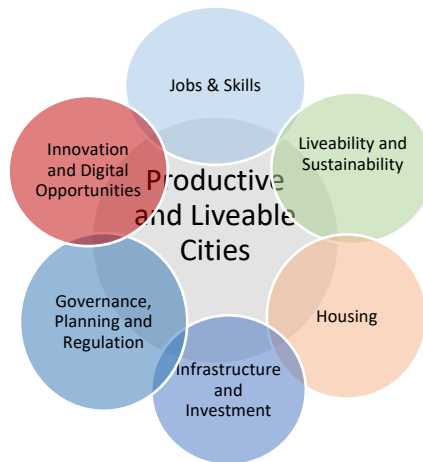 Jobs & Skills
Liveability and
Sustainability
Housing
Infrastructure
and
Investment
Governance,
Planning and
Regulation
Innovation
and Digital
Opportunities
Productive
and Liveable
Cities